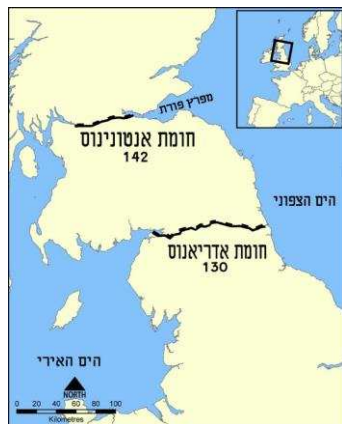 מפרץ פורת
חומת אנטונינוס
142
הים הצפוני
חומת אדריאנוס
130
הים האירי
NORTH
0 20 40 60 80 100
Kilometres